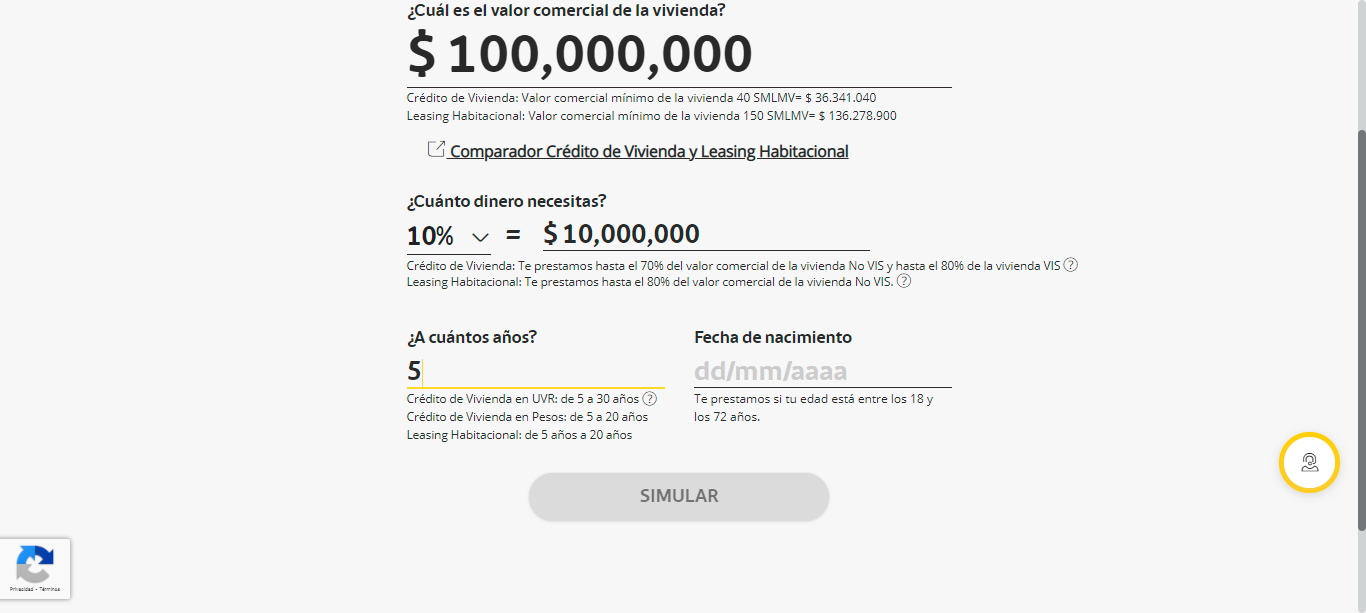 ¿Cuál es el valor comercial de la vivienda?
$ 100,000,000
Crédito de Vivienda: Valor comercial mínimo de la vivienda 40 SMLMV= $ 36.341.040
Leasing Habitacional: Valor comercial mínimo de la vivienda 150 SMLMV= $ 136.278.900
Comparador Crédito de Vivienda y Leasing Habitacional
¿Cuánto dinero necesitas?
10% = $ 10,000,000
Crédito de Vivienda: Te prestamos hasta el 70% del valor comercial de la vivienda No VIS y hasta el 80% de la vivienda VIS ?
Leasing Habitacional: Te prestamos hasta el 80% del valor comercial de la vivienda No VIS. ?
¿A cuántos años?
5
Crédito de Vivienda en UVR: de 5 a 30 años ?
Crédito de Vivienda en Pesos: de 5 a 20 años
Leasing Habitacional: de 5 años a 20 años
Fecha de nacimiento
dd/mm/aaaa
Te prestamos si tu edad está entre los 18 y
los 72 años.
SIMULAR
Privacidad - Términos